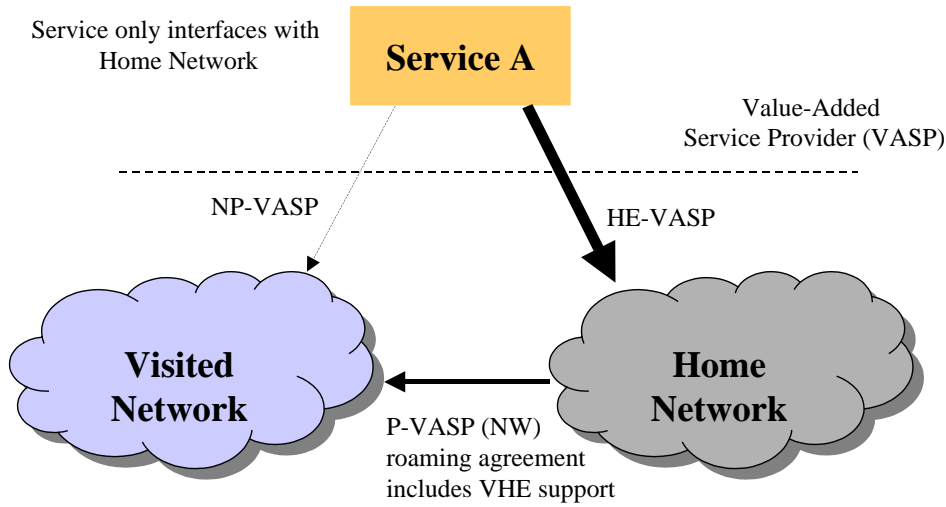 Service only interfaces with
Home Network
Service A
Value-Added
Service Provider (VASP)
NP-VASP
HE-VASP
Visited
Network
Home
Network
P-VASP (NW)
roaming agreement
includes VHE support